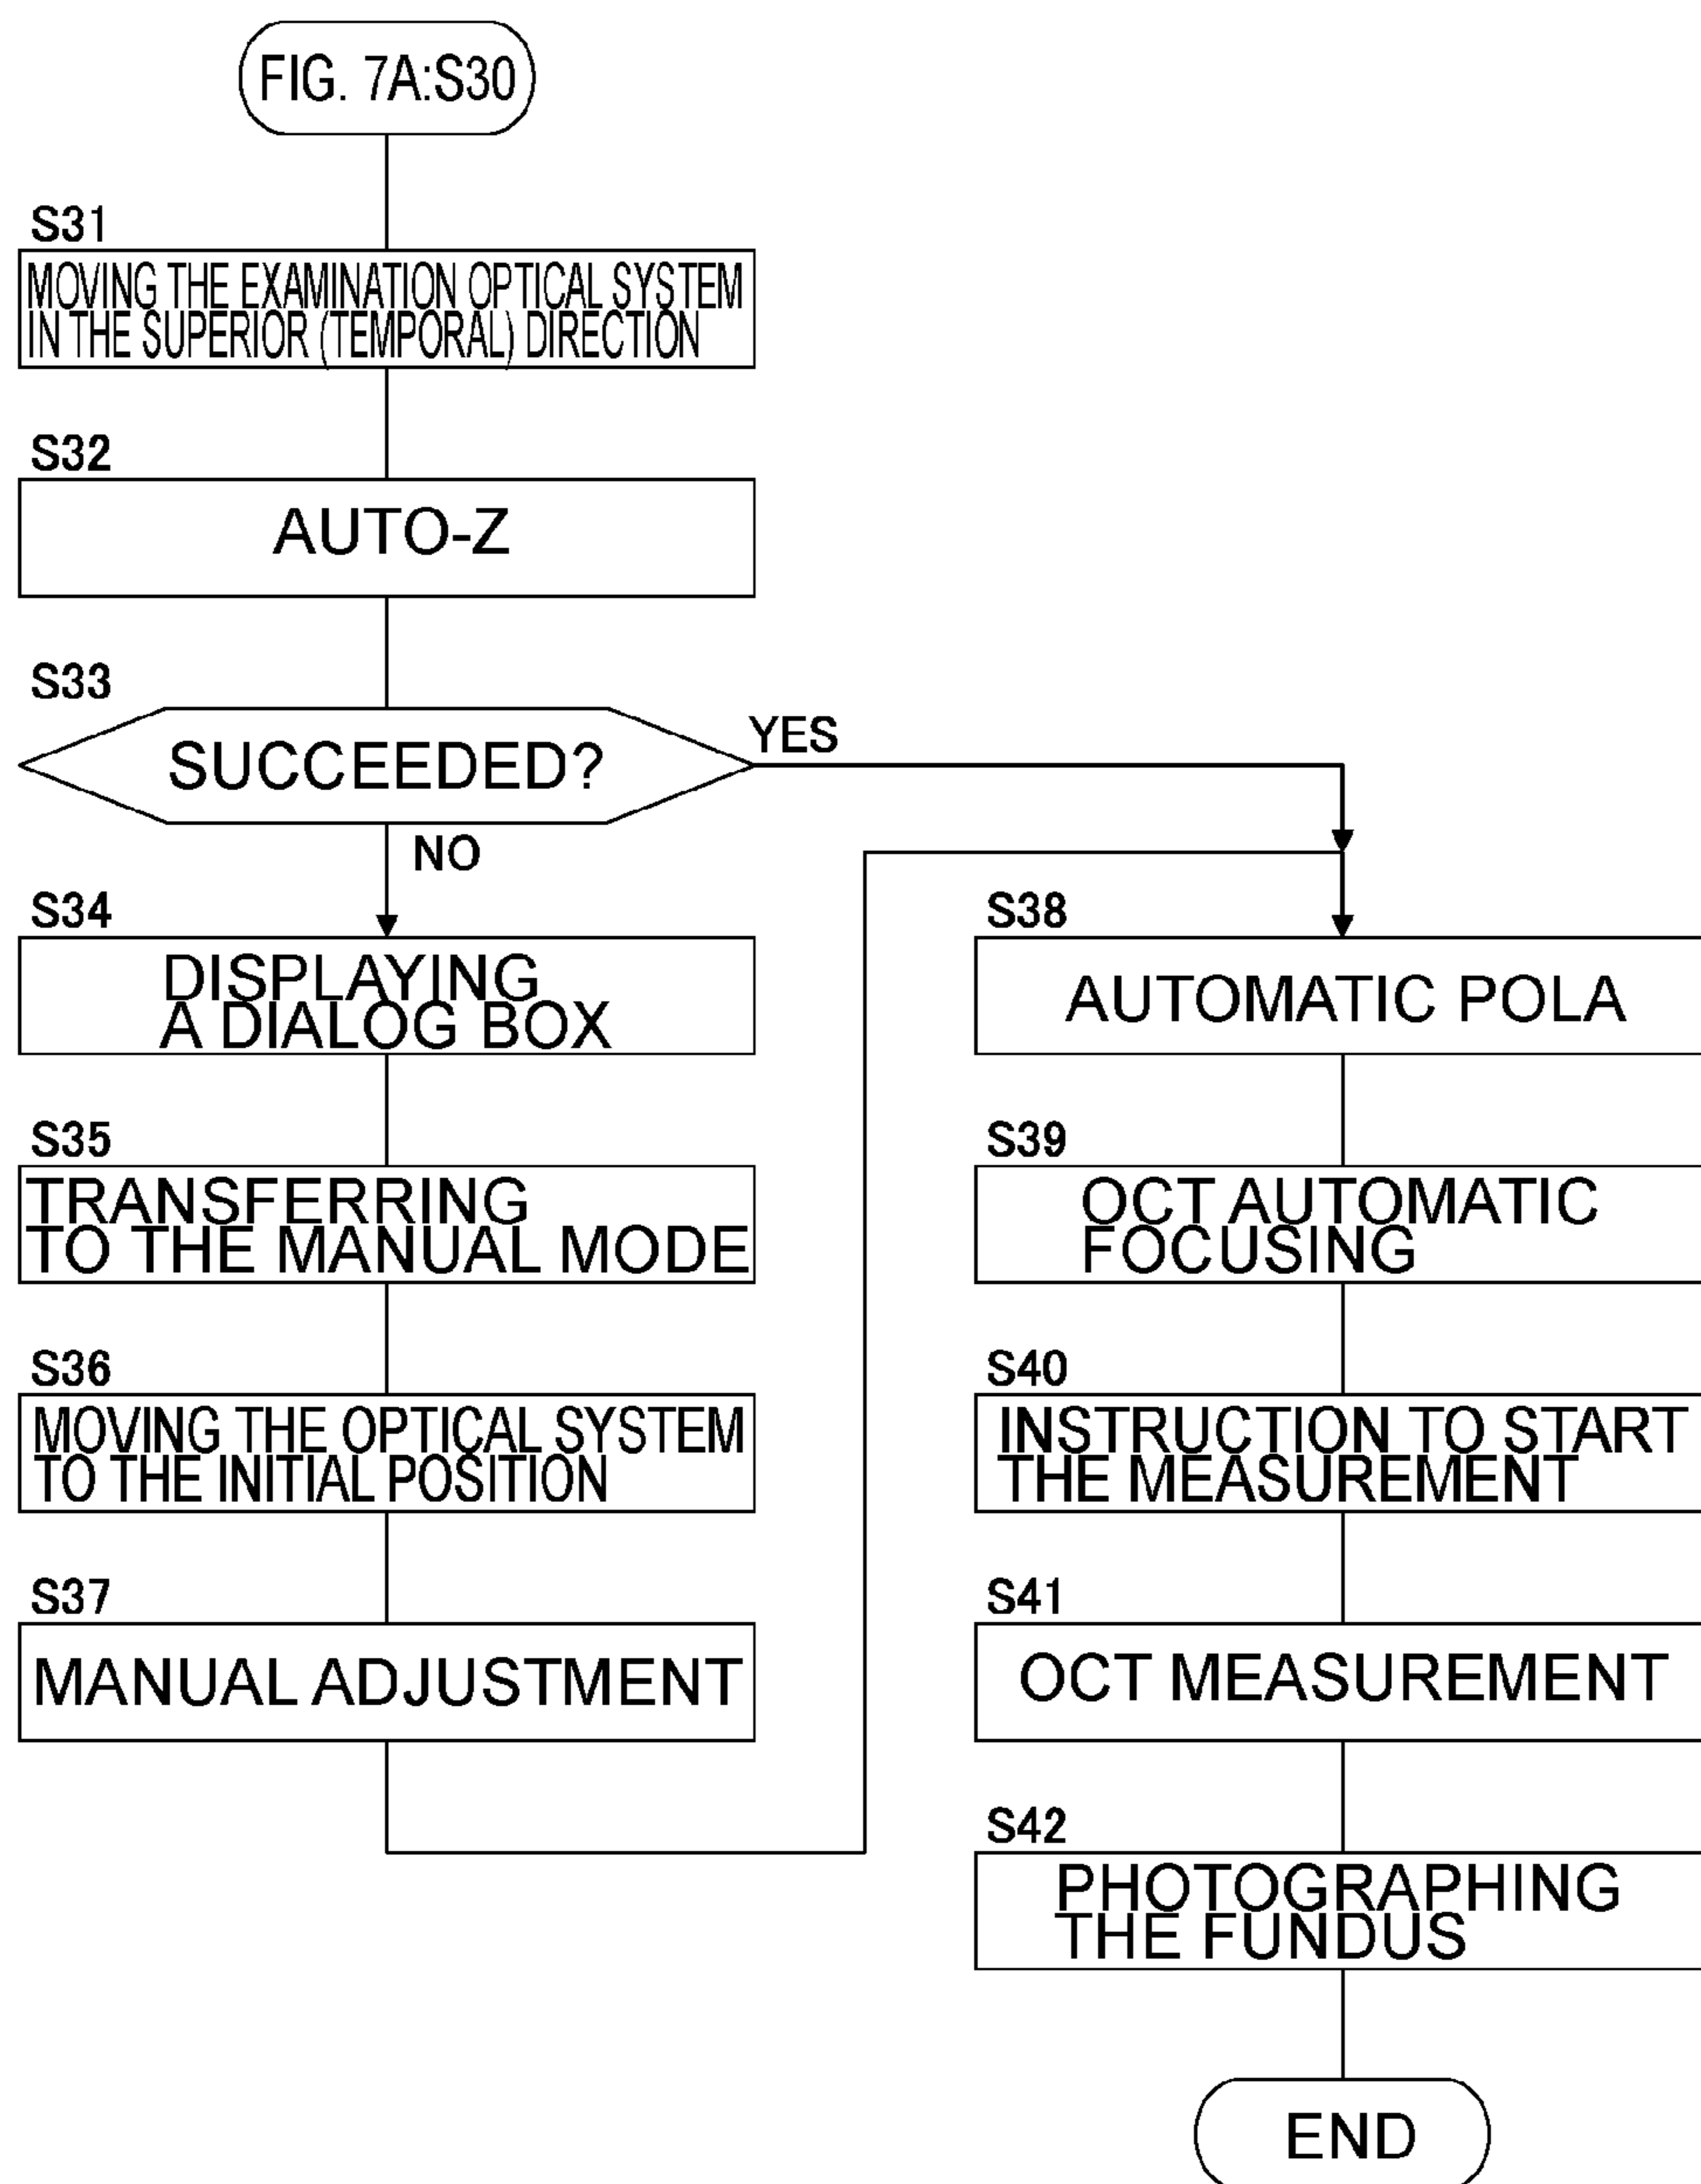 FIG. 7A:S30
S31
MOVING THE EXAMINATION OPTICAL SYSTEM
IN THE SUPERIOR (TEMPORAL) DIRECTION
S32
AUTO-Z
S33
SUCCEEDED?
YES
NO
S34
DISPLAYING
A DIALOG BOX
S35
TRANSFERRING
TO THE MANUAL MODE
S36
MOVING THE OPTICAL SYSTEM
TO THE INITIAL POSITION
S37
MANUAL ADJUSTMENT
S38
AUTOMATIC POLA
S39
OCT AUTOMATIC
FOCUSING
S40
INSTRUCTION TO START
THE MEASUREMENT
S41
OCT MEASUREMENT
S42
PHOTOGRAPHING
THE FUNDUS
END